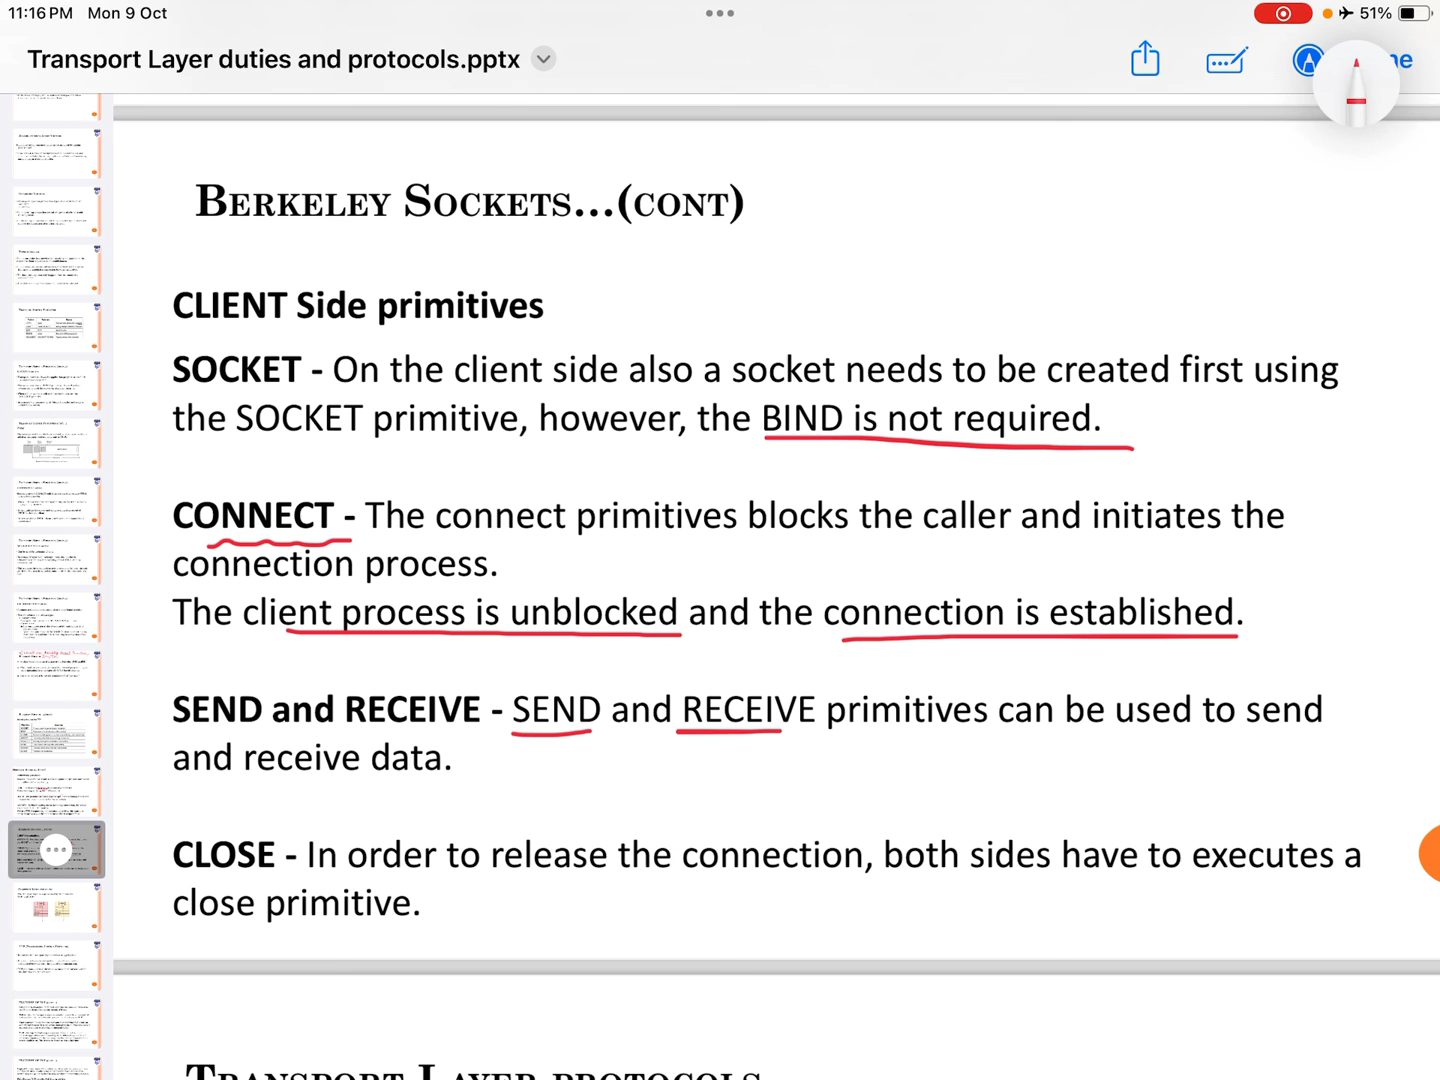 11:16 PM Mon 9 Oct
51%
Transport Layer duties and protocols.pptx
BERKELEY SOCKETS...(CONT)
CLIENT Side primitives
SOCKET - On the client side also a socket needs to be created first using
the SOCKET primitive, however, the BIND is not required.
CONNECT - The connect primitives blocks the caller and initiates the
connection process.
The client process is unblocked and the connection is established.
SEND and RECEIVE - SEND and RECEIVE primitives can be used to send
and receive data.
CLOSE - In order to release the connection, both sides have to executes a
close primitive.
TRANSPORT LAYER PROTOCOLS